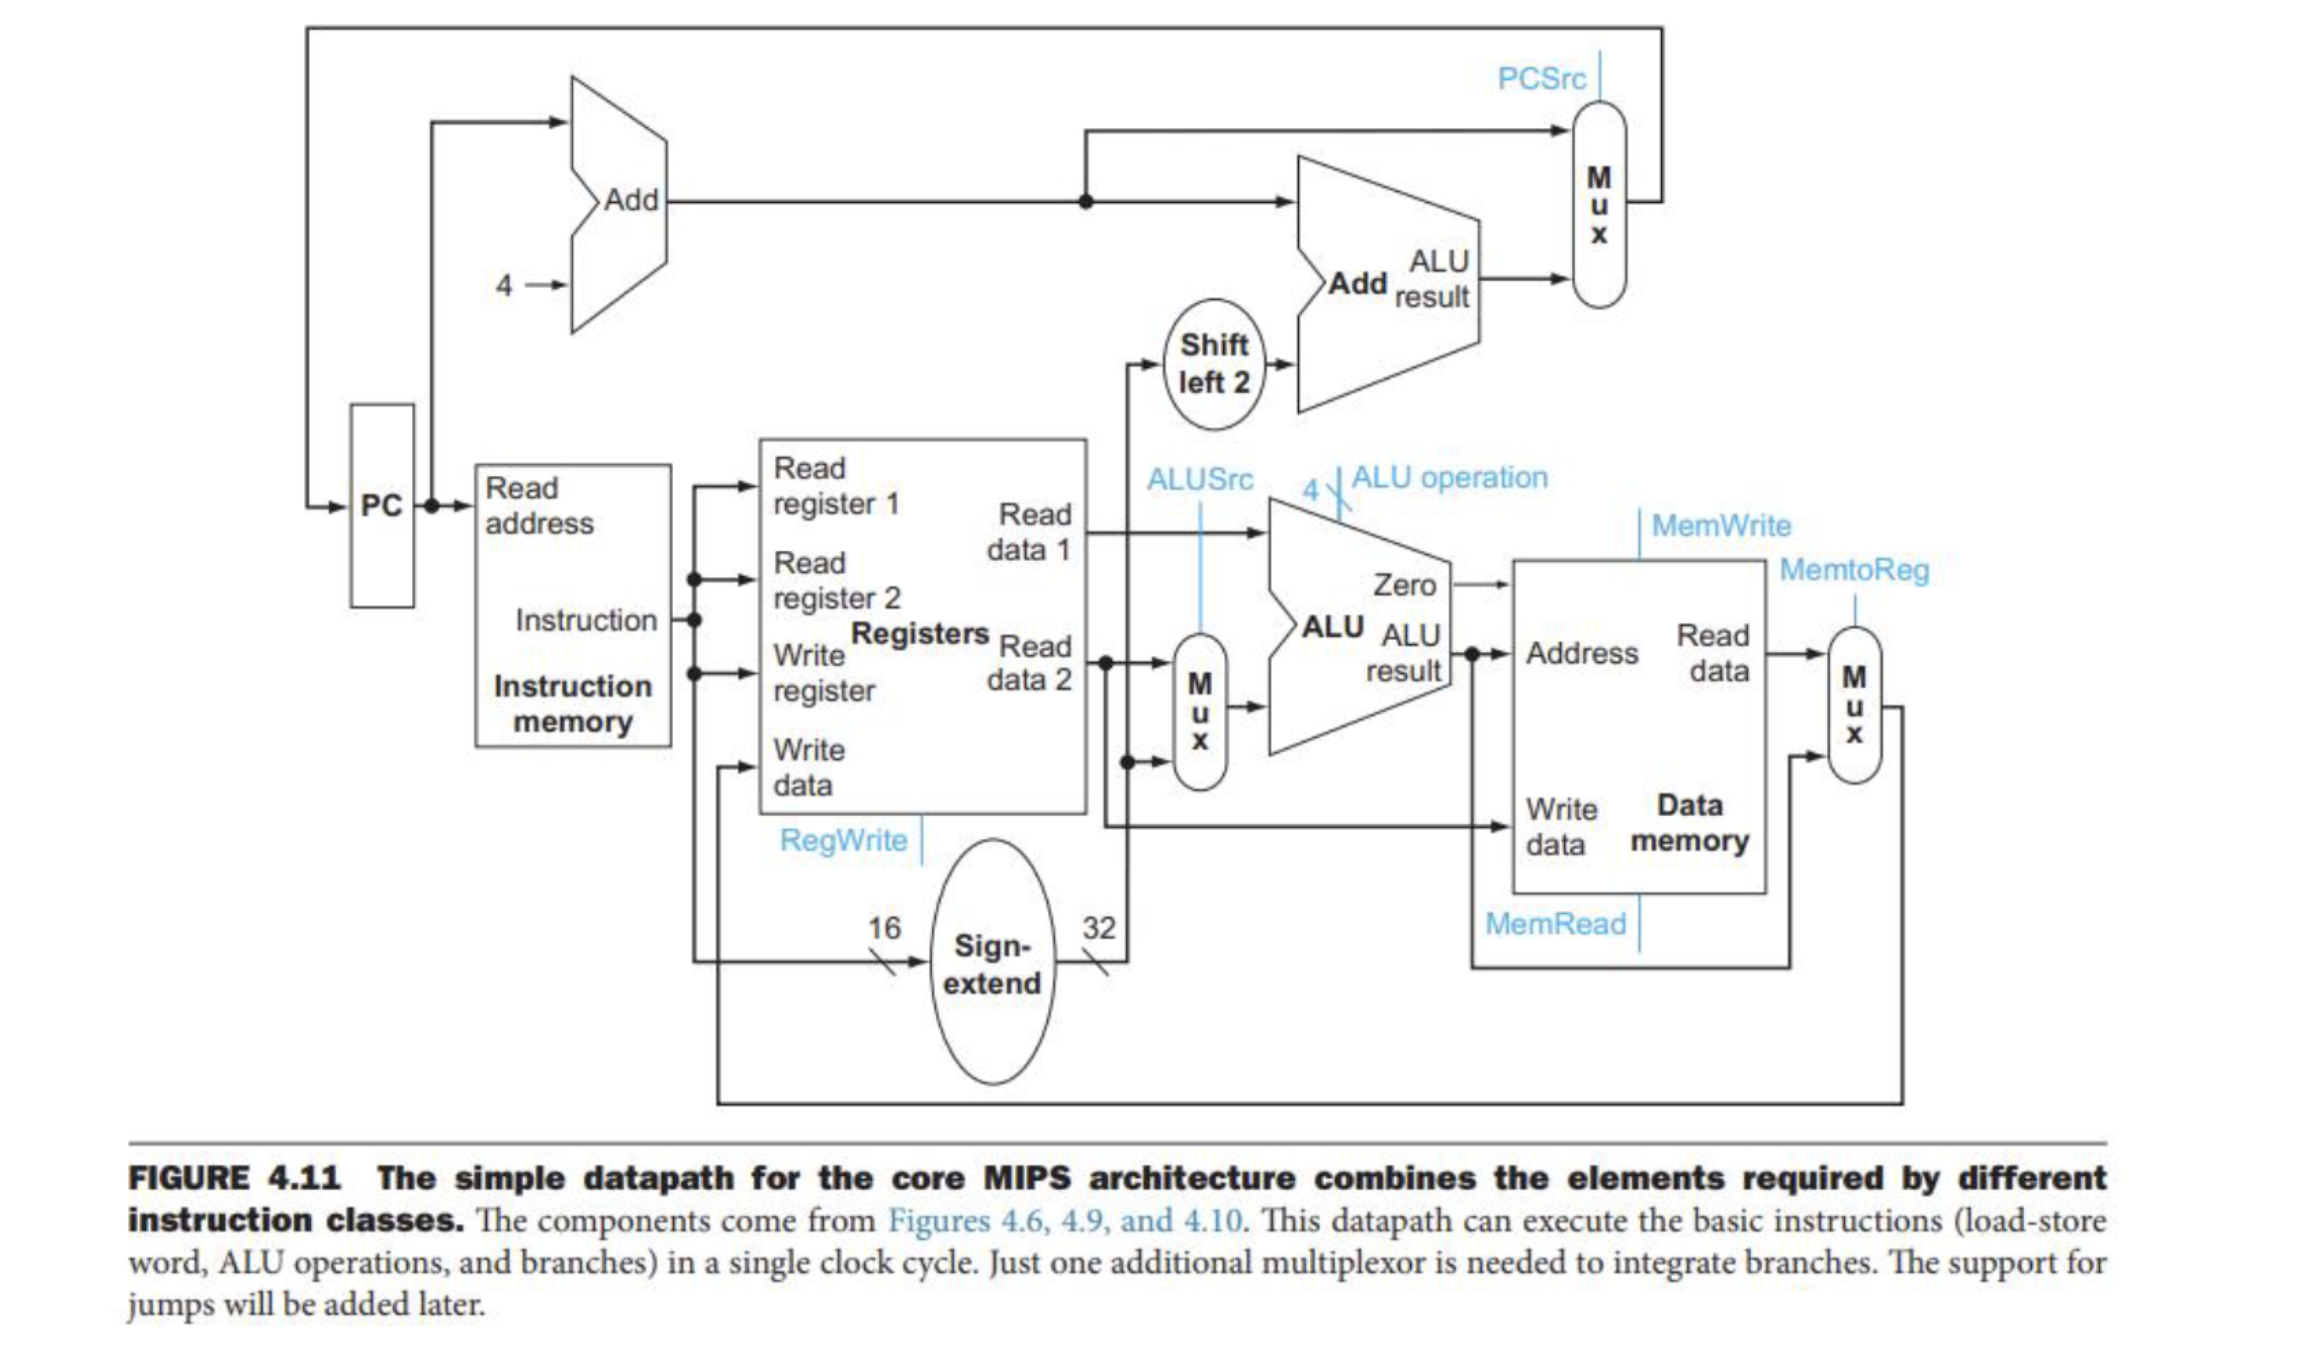 PCSrc
M
u
x
Add
4
Add
ALU
result
Shift
left 2
PC
Read
address
Instruction
Instruction
memory
Read
register 1
Read
register 2
Write
register
Write
data
Registers
Read
data 1
Read
data 2
RegWrite
16
Sign-
extend
32
ALUSrc
M
u
x
4
ALU operation
Zero
ALU
ALU
result
MemWrite
MemtoReg
Address
Read
data
Write
data
Data
memory
MemRead
M
u
x
FIGURE 4.11 The simple datapath for the core MIPS architecture combines the elements required by different
instruction classes. The components come from Figures 4.6, 4.9, and 4.10. This datapath can execute the basic instructions (load-store
word, ALU operations, and branches) in a single clock cycle. Just one additional multiplexor is needed to integrate branches. The support for
jumps will be added later.